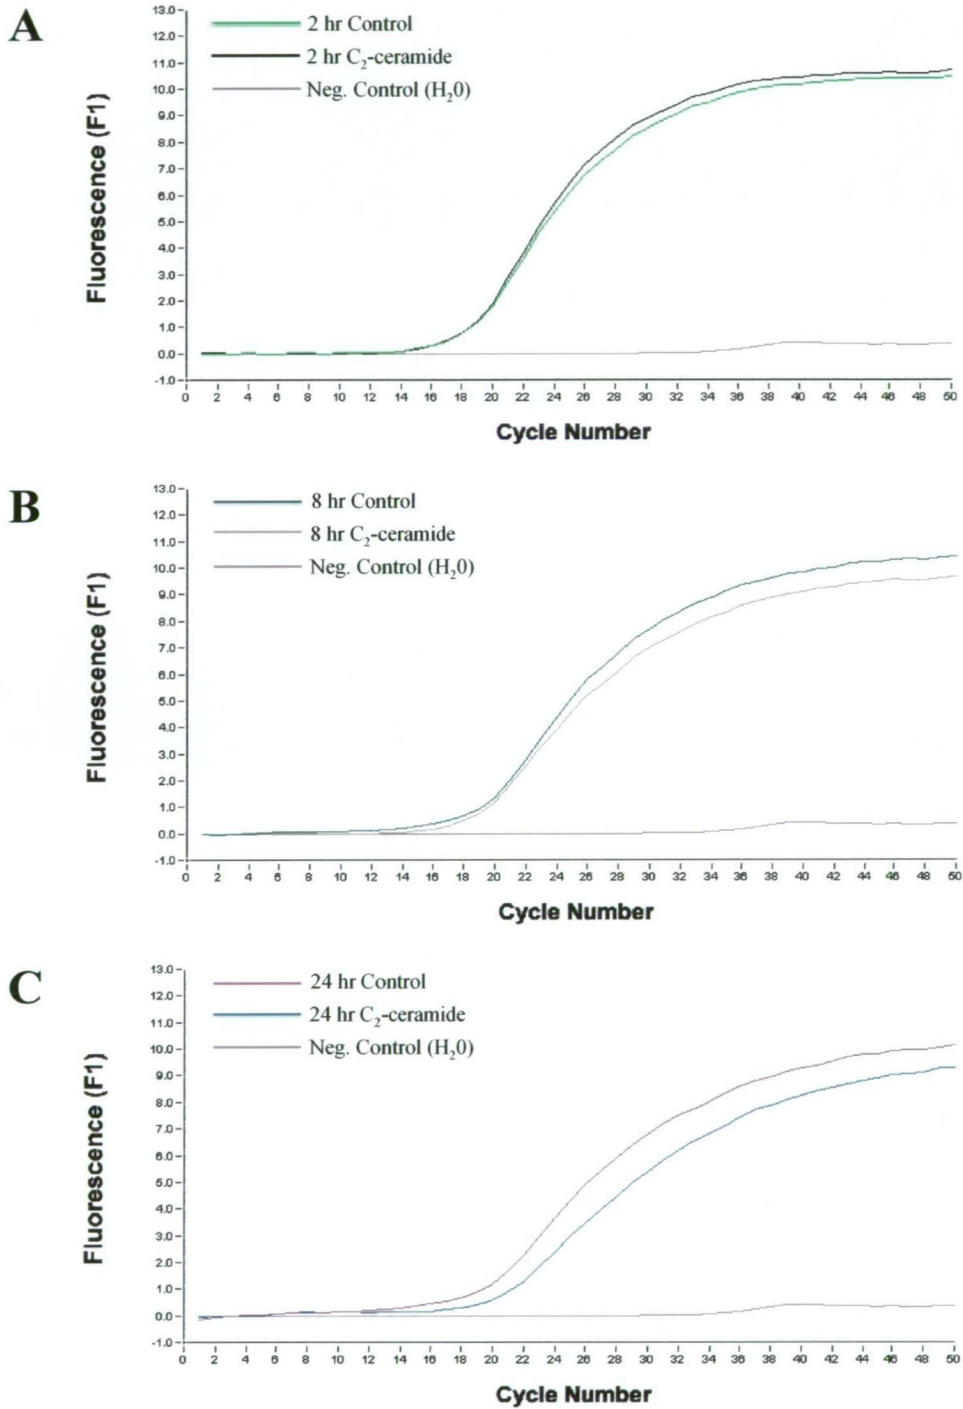 A
2 hr Control
2 hr C₂-ceramide
Neg. Control (H₂0)
Fluorescence (F1)
13.0
12.0
11.0
10.0
9.0
8.0
7.0
6.0
5.0
4.0
3.0
2.0
1.0
0.0
-1.0
0 2 4 6 8 10 12 14 16 18 20 22 24 26 28 30 32 34 36 38 40 42 44 46 48 50
Cycle Number
B
8 hr Control
8 hr C₂-ceramide
Neg. Control (H₂0)
Fluorescence (F1)
13.0
12.0
11.0
10.0
9.0
8.0
7.0
6.0
5.0
4.0
3.0
2.0
1.0
0.0
-1.0
0 2 4 6 8 10 12 14 16 18 20 22 24 26 28 30 32 34 36 38 40 42 44 46 48 50
Cycle Number
C
24 hr Control
24 hr C₂-ceramide
Neg. Control (H₂0)
Fluorescence (F1)
13.0
12.0
11.0
10.0
9.0
8.0
7.0
6.0
5.0
4.0
3.0
2.0
1.0
0.0
-1.0
0 2 4 6 8 10 12 14 16 18 20 22 24 26 28 30 32 34 36 38 40 42 44 46 48 50
Cycle Number